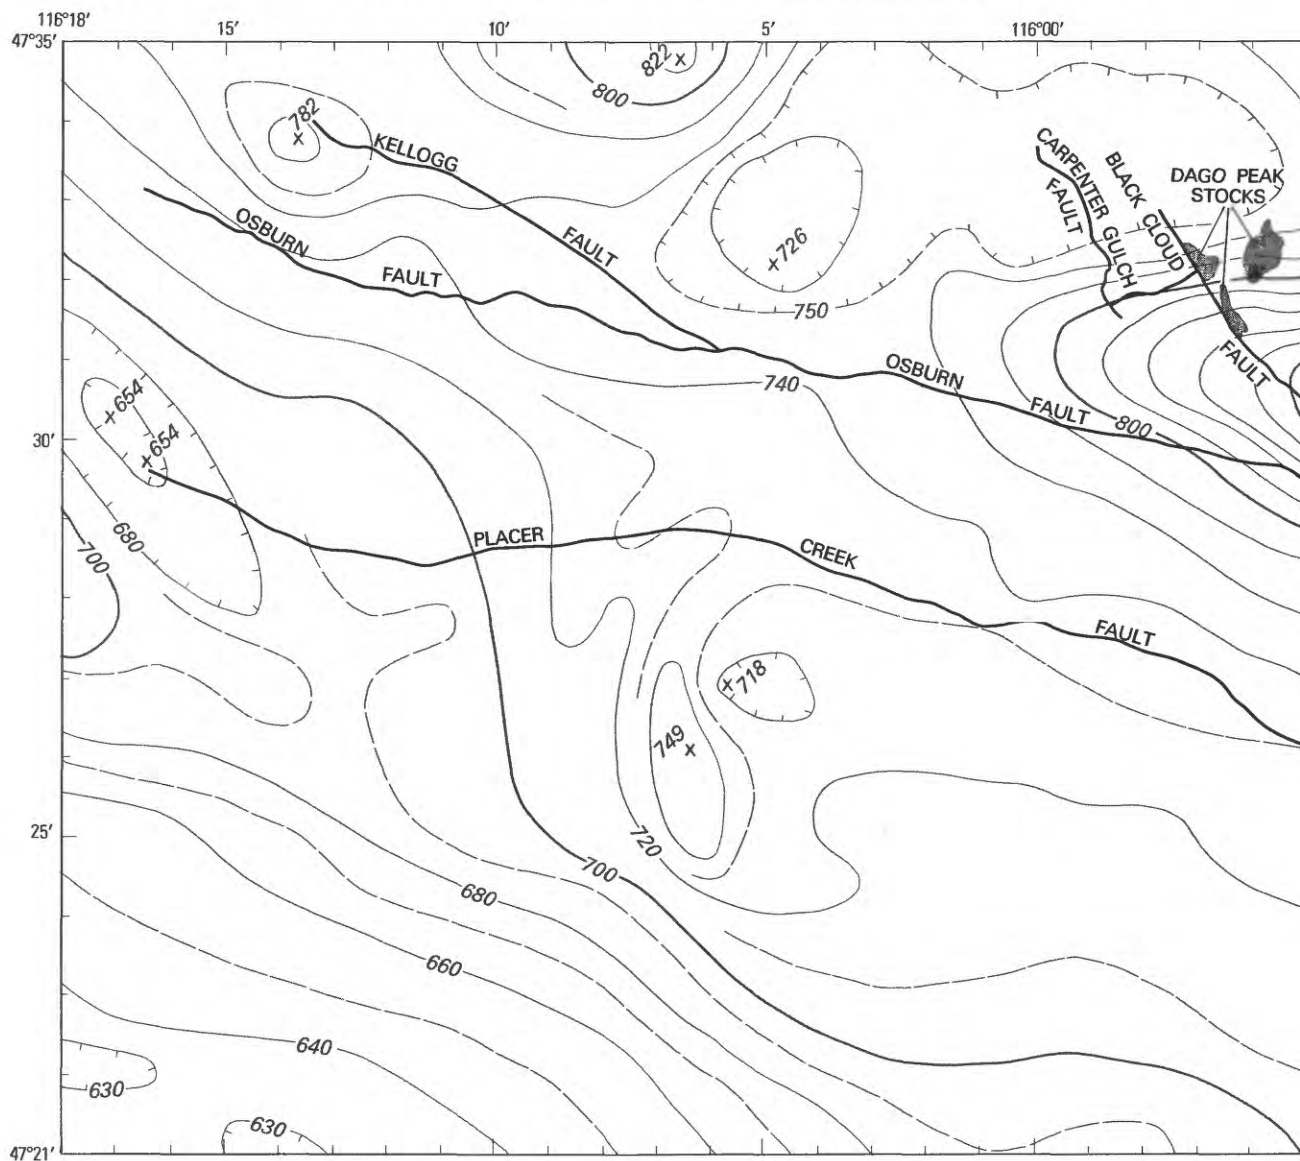 116°18'
15'
10'
5'
116°00'
47°35'
822
800
782
KELLOGG
FAULT
OSBURN
FAULT
726
750
740
CARPENTER GULCH
FAULT
BLACK CLOUD
FAULT
DAGO PEAK
STOCKS
OSBURN
FAULT
800
654
654
30'
680
700
PLACER
CREEK
FAULT
718
749
720
25'
700
680
660
640
630
630
47°21'